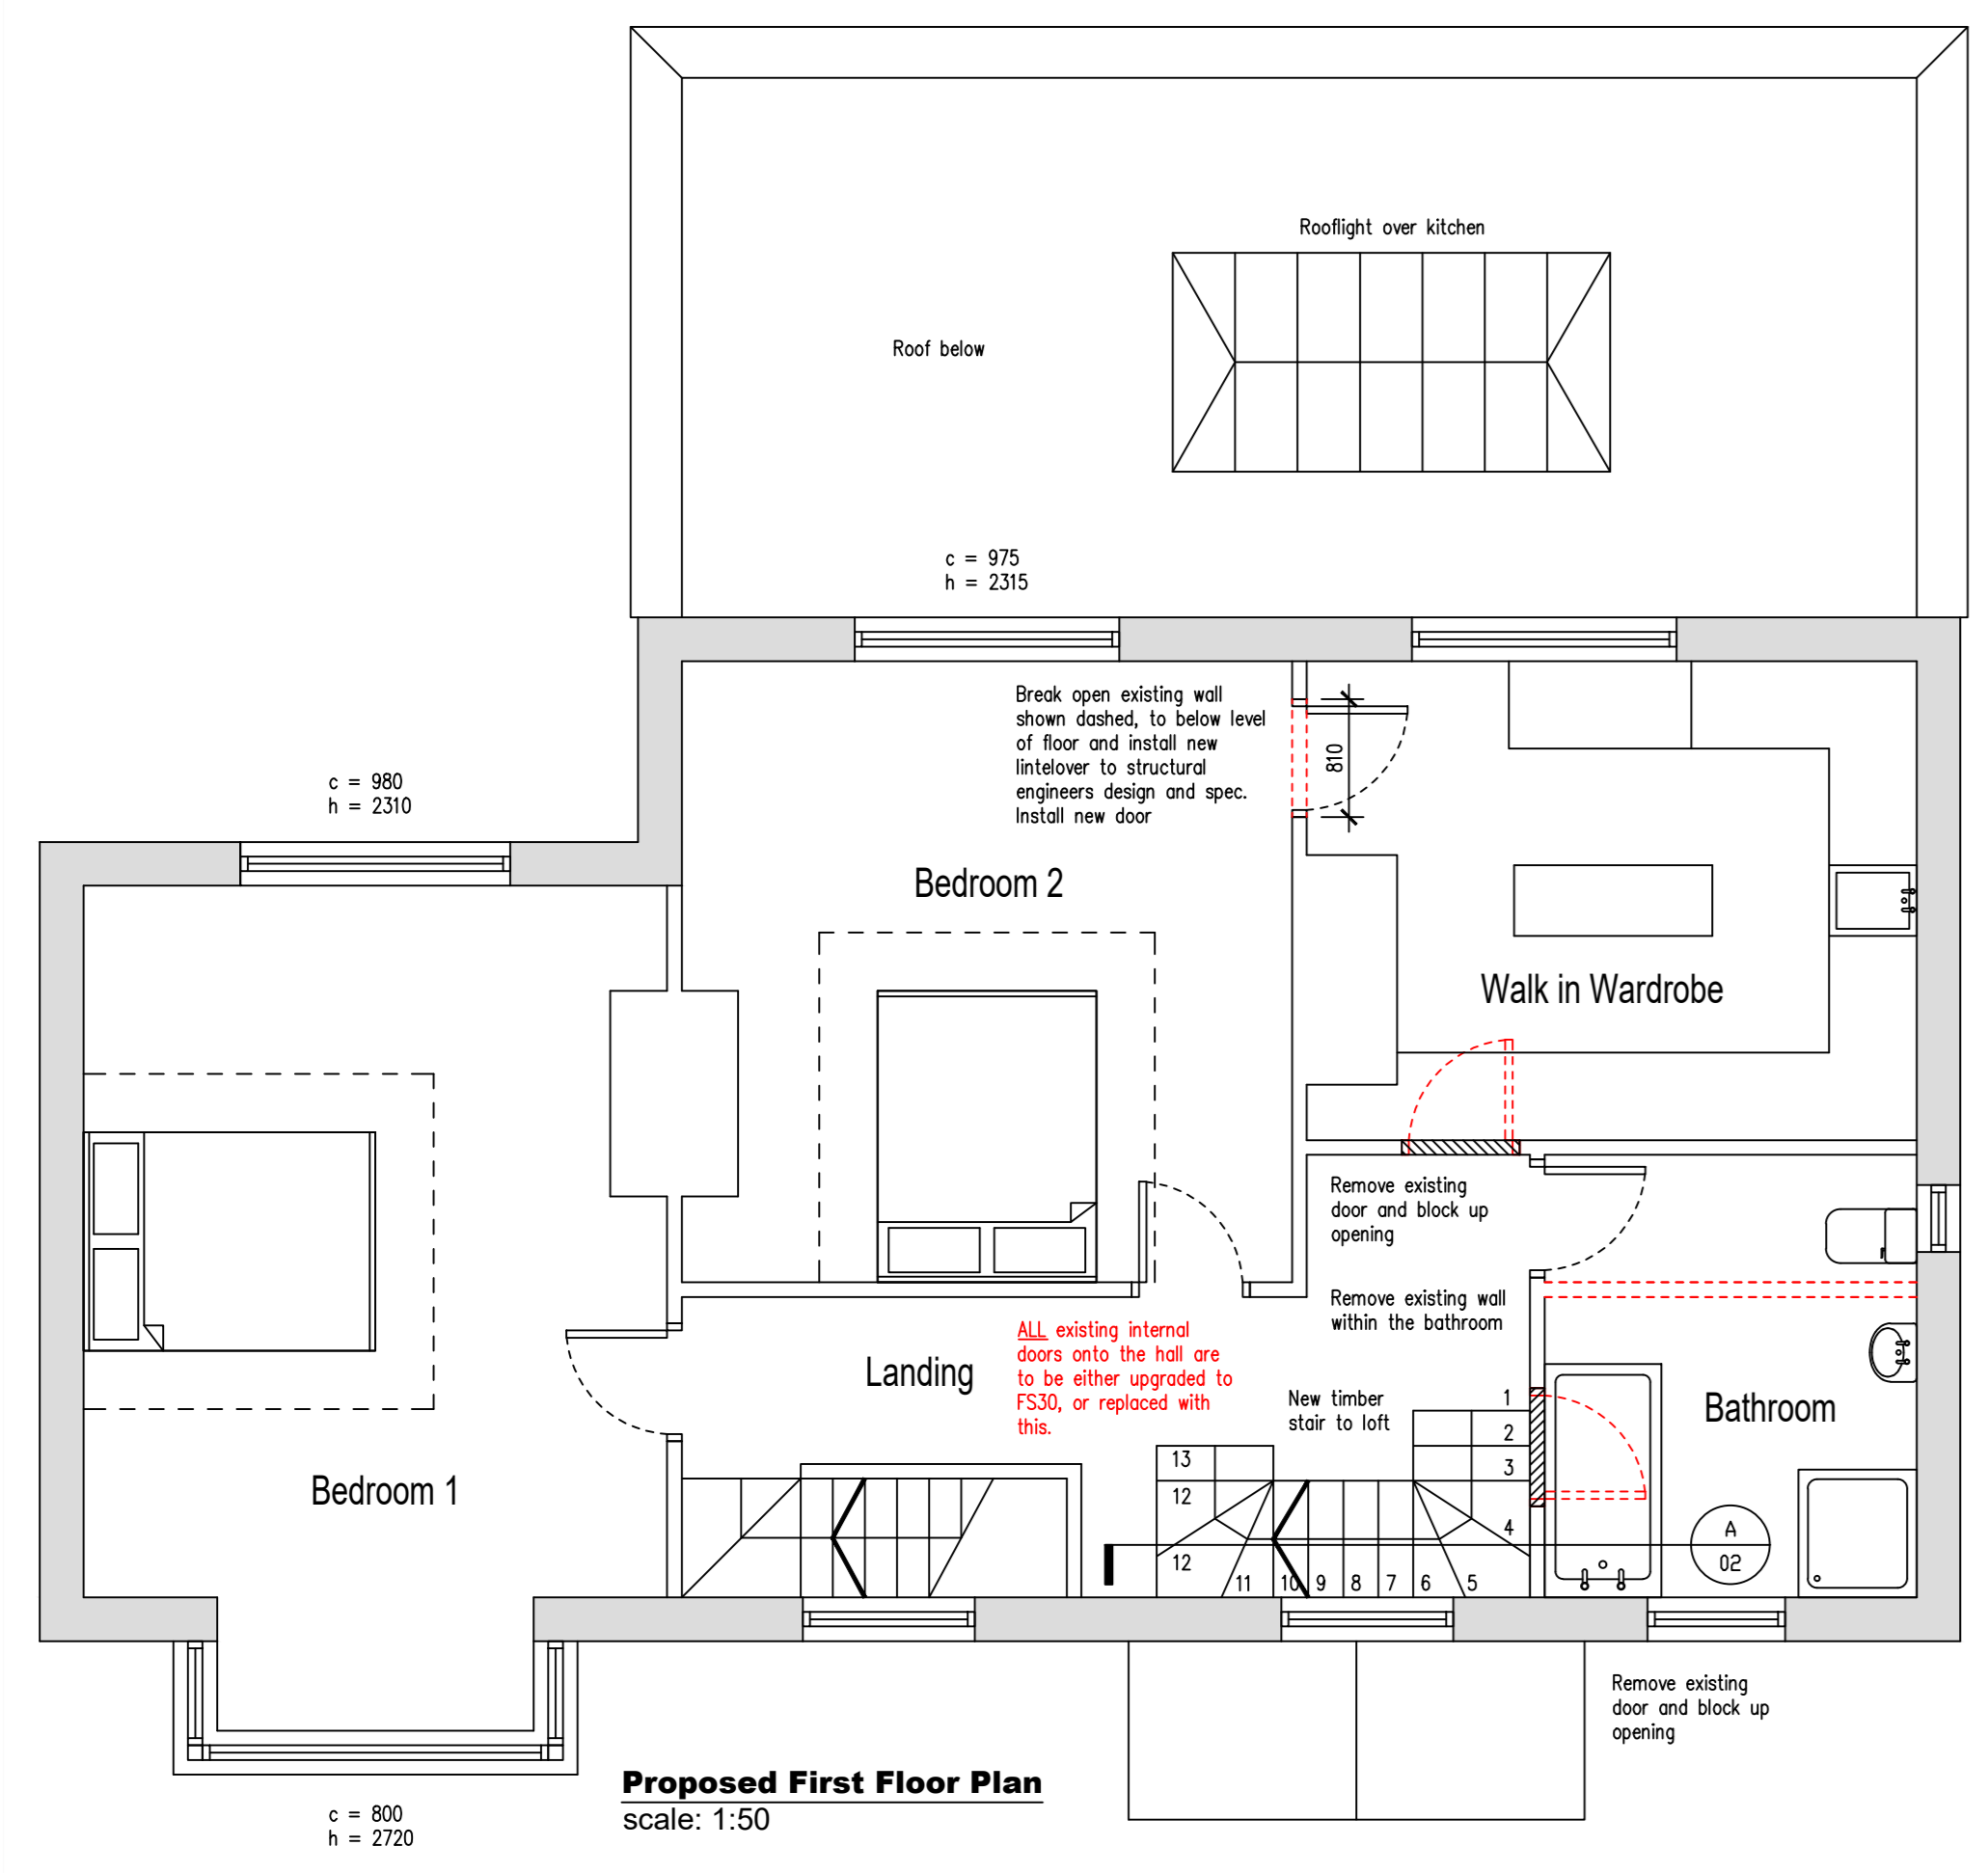 Rooflight over kitchen
Roof below
c = 975
h = 2315
Break open existing wall
shown dashed, to below level
of floor and install new
lintelover to structural
engineers design and spec.
Install new door
810
c = 980
h = 2310
Bedroom 2
Walk in Wardrobe
Remove existing
door and block up
opening
Remove existing wall
within the bathroom
ALL existing internal
doors onto the hall are
to be either upgraded to
FS30, or replaced with
this.
Landing
New timber
stair to loft
Bathroom
Bedroom 1
1
2
3
4
5
6
7
8
9
10
11
12
12
13
A
02
Remove existing
door and block up
opening
Proposed First Floor Plan
scale: 1:50
c = 800
h = 2720